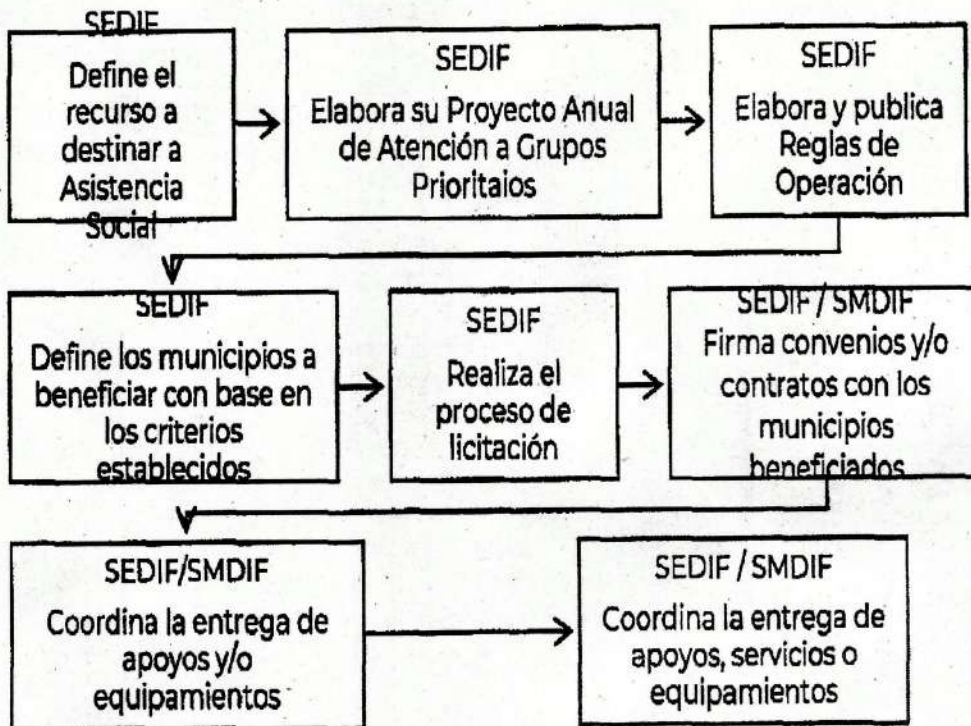 SEDIF
Define el
recurso a
destinar a
Asistencia
Social
SEDIF
Elabora su Proyecto Anual
de Atención a Grupos
Prioritaios
SEDIF
Elabora y publica
Reglas de
Operación
SEDIF
Define los municipios a
beneficiar con base en
los criterios
establecidos
SEDIF
Realiza el
proceso de
licitación
SEDIF / SMDIF
Firma convenios y/o
contratos con los
municipios
beneficiados
SEDIF/SMDIF
Coordina la entrega de
apoyos y/o
equipamientos
SEDIF / SMDIF
Coordina la entrega de
apoyos, servicios o
equipamientos